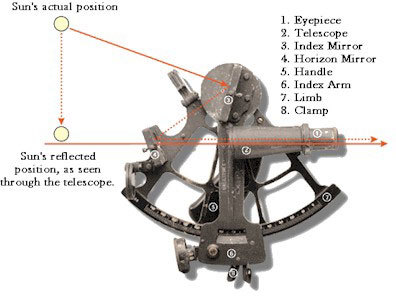 Sun's actual position
1. Eyepiece
2. Telescope
3. Index Mirror
4. Horizon Mirror
5. Handle
6. Index Arm
7. Limb
8. Clamp
3
1
4
2
Sun's reflected
position, as seen
through the telescope.
5
7
6
8